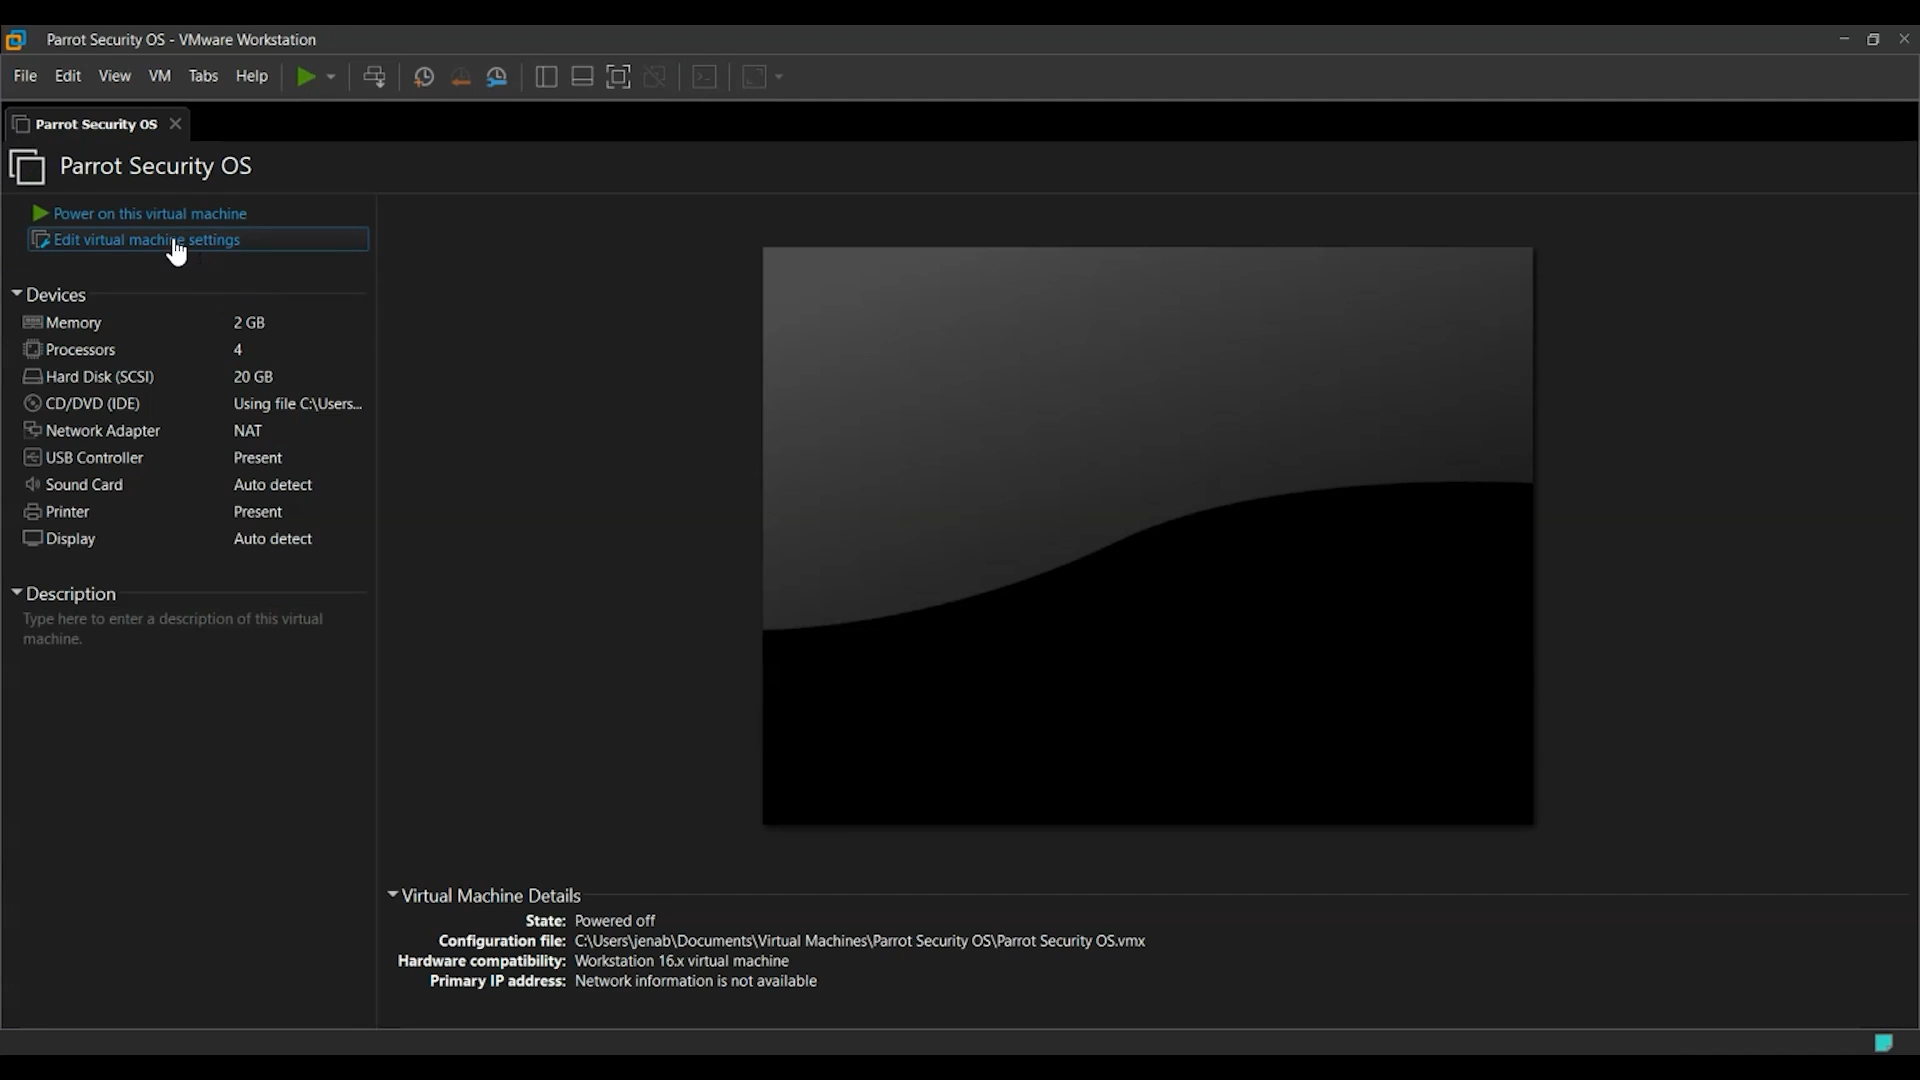 Parrot Security OS - VMware Workstation
File Edit View VM Tabs Help
Parrot Security OS
Parrot Security OS
Power on this virtual machine
Edit virtual machine settings
Devices
Memory 2 GB
Processors 4
Hard Disk (SCSI) 20 GB
CD/DVD (IDE) Using file C:\Users...
Network Adapter NAT
USB Controller Present
Sound Card Auto detect
Printer Present
Display Auto detect
Description
Type here to enter a description of this virtual
machine.
Virtual Machine Details
State: Powered off
Configuration file: C:\Users\jenab\Documents\Virtual Machines\Parrot Security OS\Parrot Security OS.vmx
Hardware compatibility: Workstation 16.x virtual machine
Primary IP address: Network information is not available